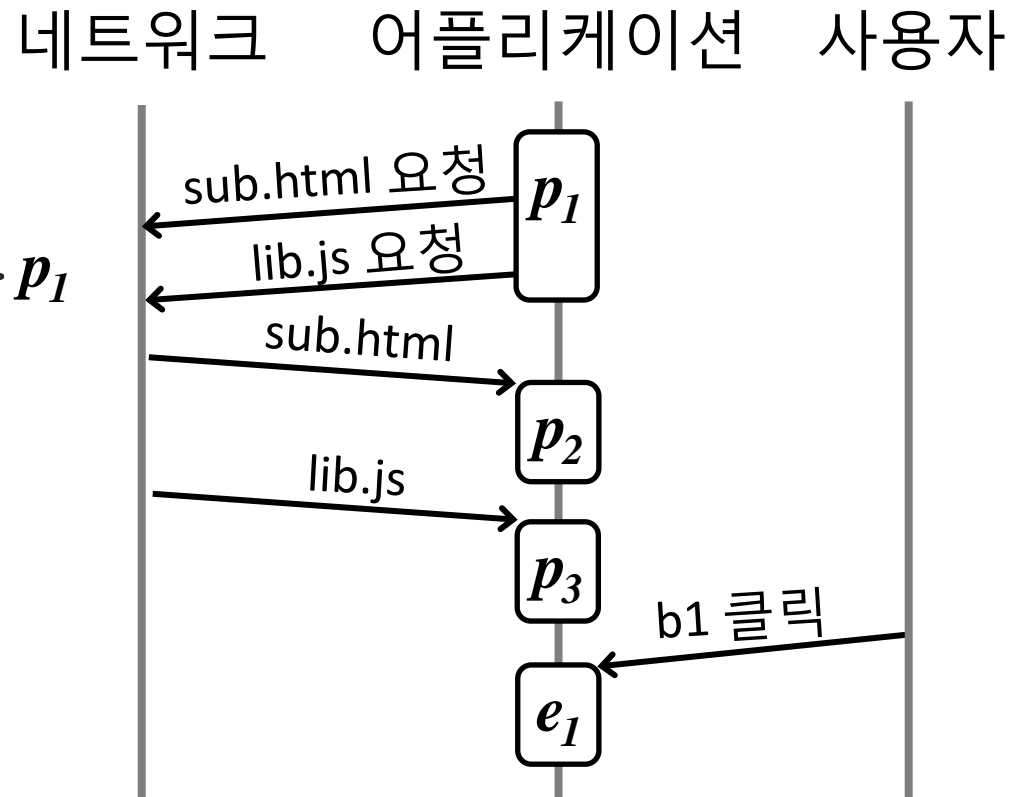 네트워크 어플리케이션 사용자
sub.html 요청
p1
lib.js 요청
p1
sub.html
p2
lib.js
p3
b1 클릭
e1